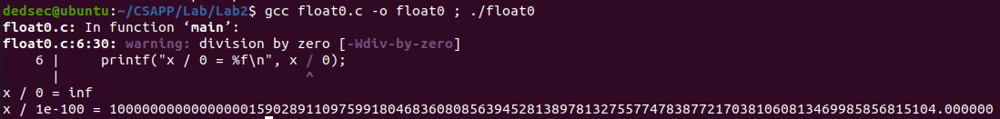 dedsec@ubuntu:~/CSAPP/Lab/Lab2$ gcc float0.c -o float0 ; ./float0
float0.c: In function ‘main’:
float0.c:6:30: warning: division by zero [-Wdiv-by-zero]
    6 |     printf("x / 0 = %f\n", x / 0);
      |                              ^
x / 0 = inf
x / 1e-100 = 10000000000000000159028911097599180468360808563945281389781327557747838772170381060813469985856815104.000000